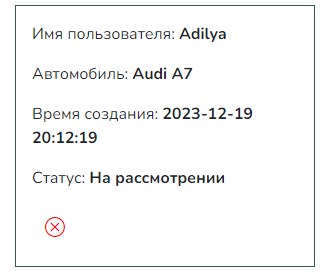 Имя пользователя: Adilya
Автомобиль: Audi A7
Время создания: 2023-12-19
20:12:19
Статус: На рассмотрении